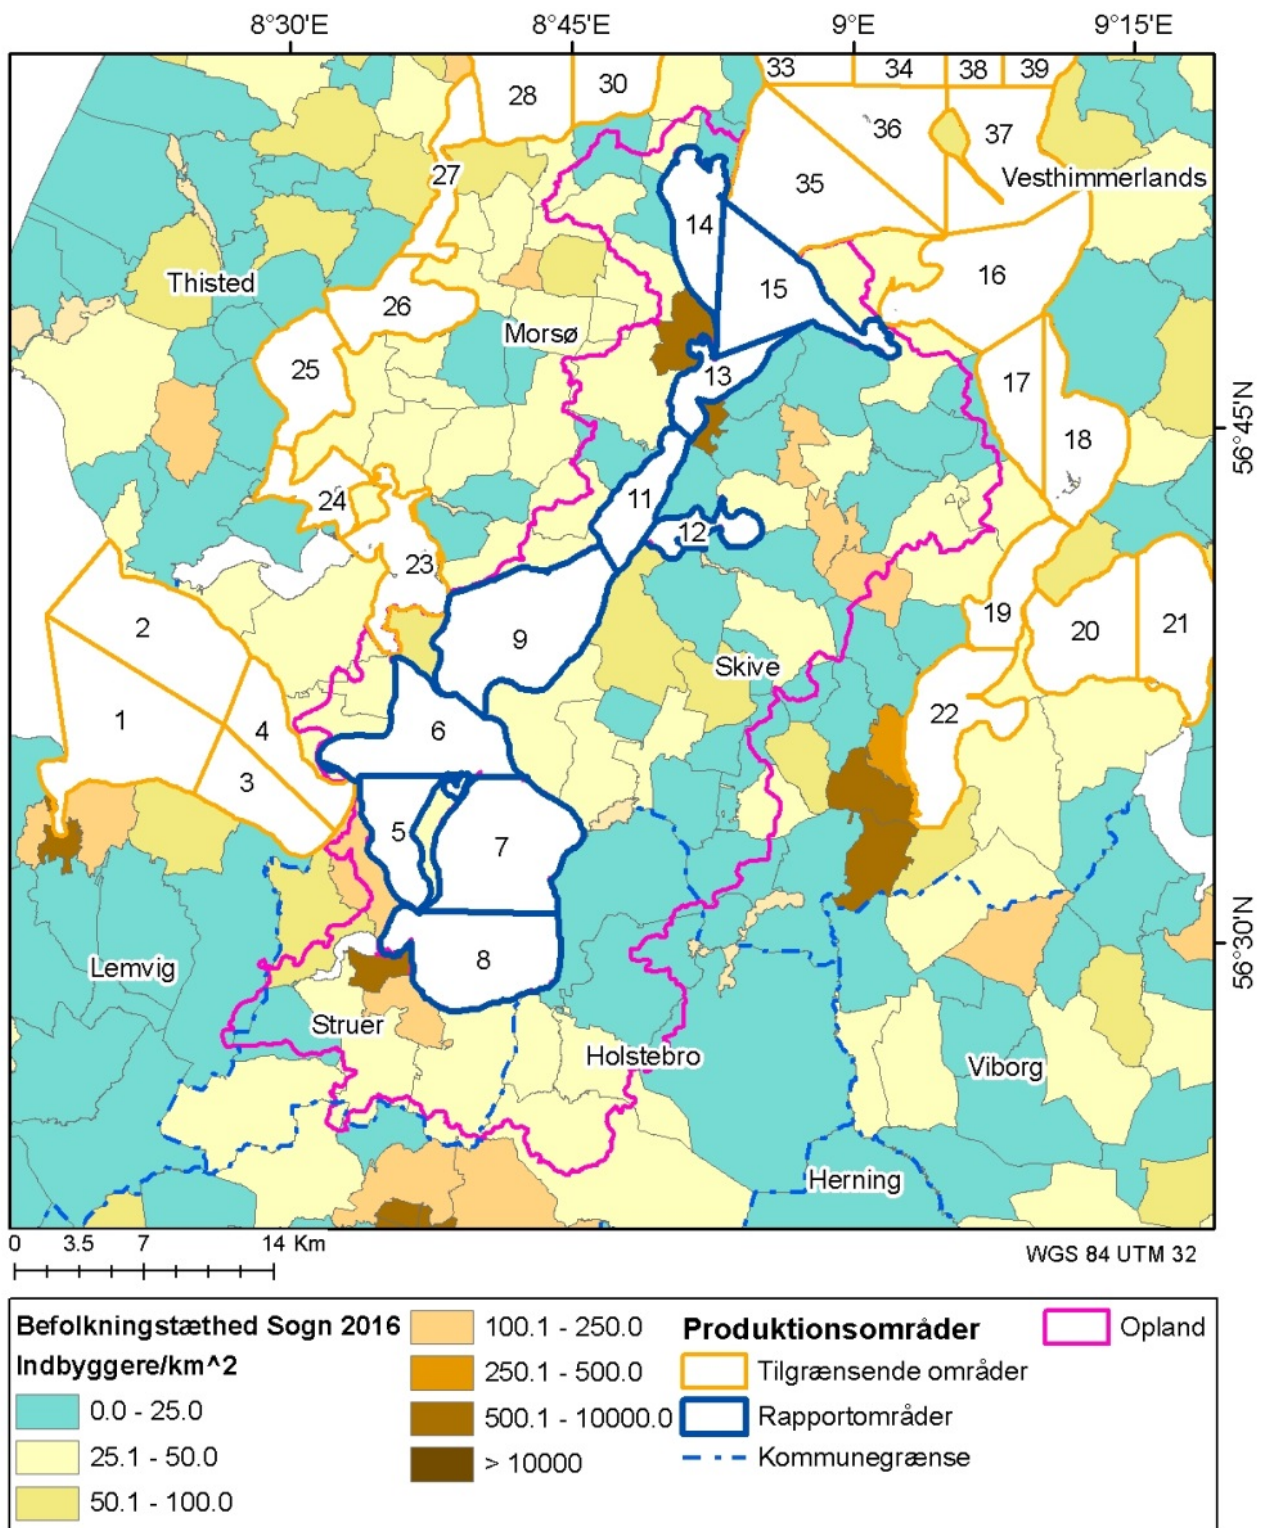 8°30'E 8°45'E 9°E 9°15'E
28 30 33 34 38 39
36 37
27 Vesthimmerlands
35
14
Thisted 15 16
26
Morsø
25 13 17
56°45'N
18
24 11
12
23
2 9 19 20 21
Skive
1 4 6 22
3
5 7
56°30'N
Lemvig 8
Struer
Holstebro
Viborg
Herning
0 3.5 7 14 Km
WGS 84 UTM 32
Befolkningstæthed Sogn 2016
Indbyggere/km^2
0.0 - 25.0
25.1 - 50.0
50.1 - 100.0
100.1 - 250.0
250.1 - 500.0
500.1 - 10000.0
> 10000
Produktionsområder
Tilgrænsende områder
Rapportområder
Kommunegrænse
Opland